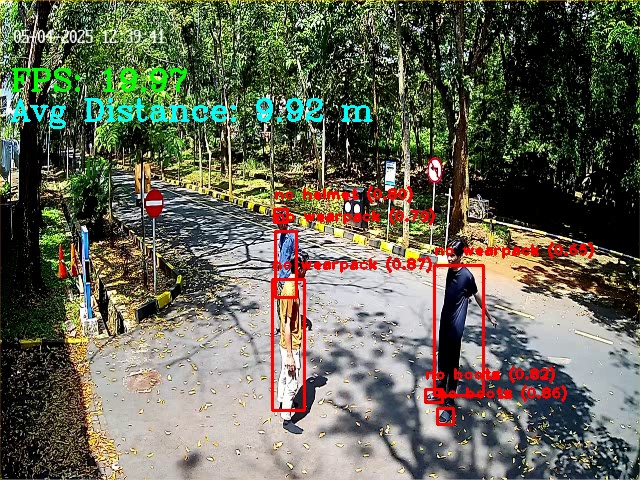 05-04-2025 12:39:41
FPS: 19.97
Avg Distance: 9.92 m
no helmet (0.80)
no wearpack (0.79)
no wearpack (0.87)
no wearpack (0.65)
no boots (0.82)
no boots (0.86)